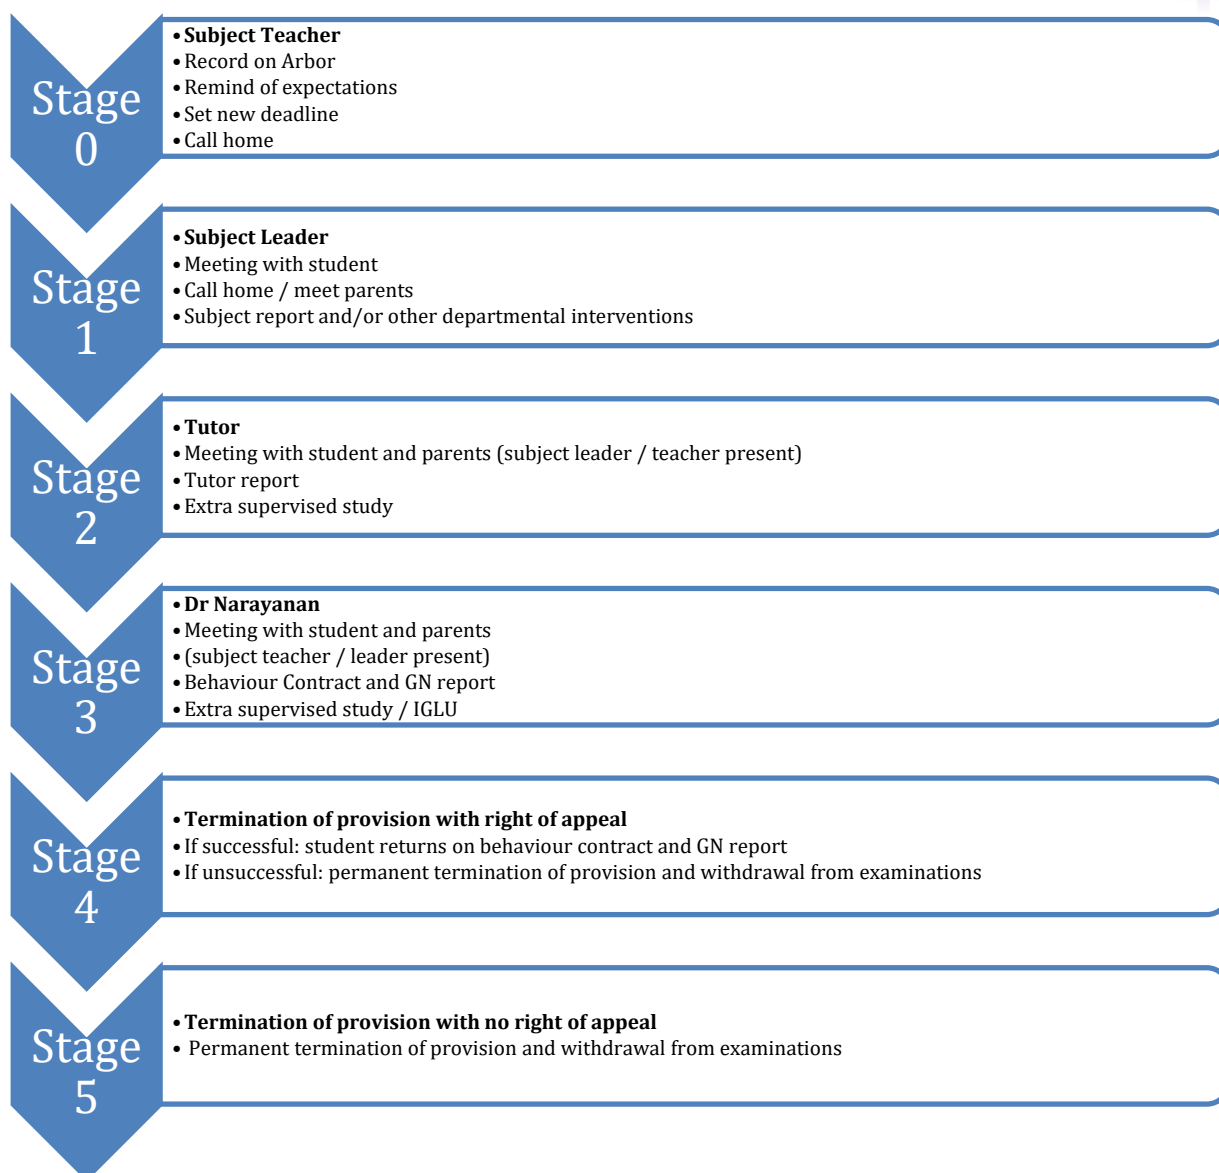 Stage
0
• Subject Teacher
• Record on Arbor
• Remind of expectations
• Set new deadline
• Call home
Stage
1
• Subject Leader
• Meeting with student
• Call home / meet parents
• Subject report and/or other departmental interventions
Stage
2
• Tutor
• Meeting with student and parents (subject leader / teacher present)
• Tutor report
• Extra supervised study
Stage
3
• Dr Narayanan
• Meeting with student and parents
• (subject teacher / leader present)
• Behaviour Contract and GN report
• Extra supervised study / IGLU
Stage
4
• Termination of provision with right of appeal
• If successful: student returns on behaviour contract and GN report
• If unsuccessful: permanent termination of provision and withdrawal from examinations
Stage
5
• Termination of provision with no right of appeal
• Permanent termination of provision and withdrawal from examinations